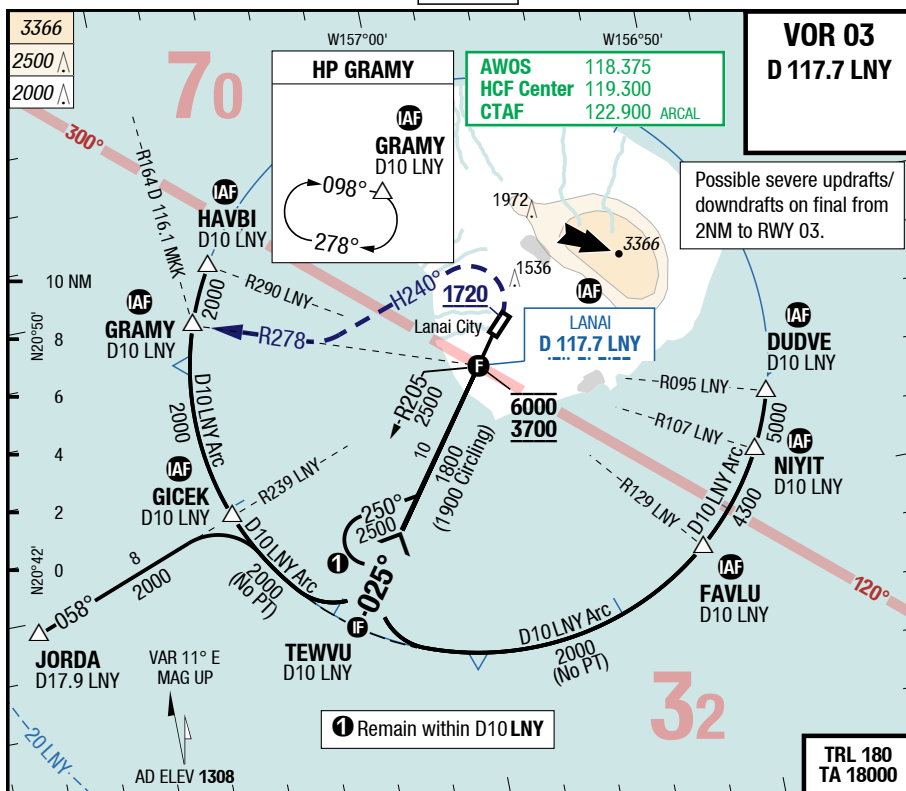 3366
2500
2000
70
W157°00'
W156°50'
HP GRAMY
IAF
GRAMY
D10 LNY
098°
278°
AWOS 118.375
HCF Center 119.300
CTAF 122.900 ARCAL
VOR 03
D 117.7 LNY
Possible severe updrafts/
downdrafts on final from
2NM to RWY 03.
300°
R164 D 116.1 MKK
IAF
HAVBI
D10 LNY
2000
R290 LNY
1972
3366
1536
H240°
1720
Lanai City
IAF
LANAI
D 117.7 LNY
10 NM
N20°50'
8
6
4
2
0
N20°42'
IAF
GRAMY
D10 LNY
R278
F
6000
3700
R205
2500
10
1800
(1900 Circling)
D10 LNY Arc
2000
IAF
DUDVE
D10 LNY
R095 LNY
5000
R107 LNY
IAF
NIYIT
D10 LNY
R129 LNY
D10 LNY Arc
4300
IAF
FAVLU
D10 LNY
120°
IAF
GICEK
D10 LNY
R239 LNY
D10 LNY Arc
2000
(No PT)
250°
2500
1
025°
058°
8
2000
JORDA
D17.9 LNY
IF
TEWVU
D10 LNY
D10 LNY Arc
2000
(No PT)
VAR 11° E
MAG UP
AD ELEV 1308
20 LNY
1 Remain within D10 LNY
32
TRL 180
TA 18000